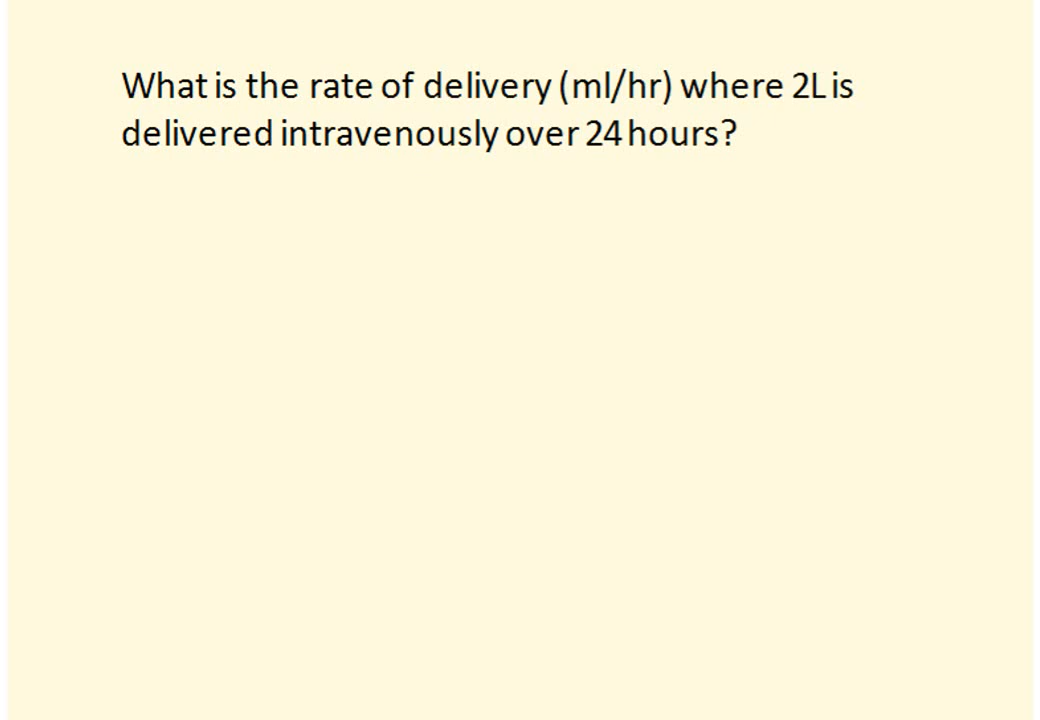 What is the rate of delivery (ml/hr) where 2L is
delivered intravenously over 24 hours?